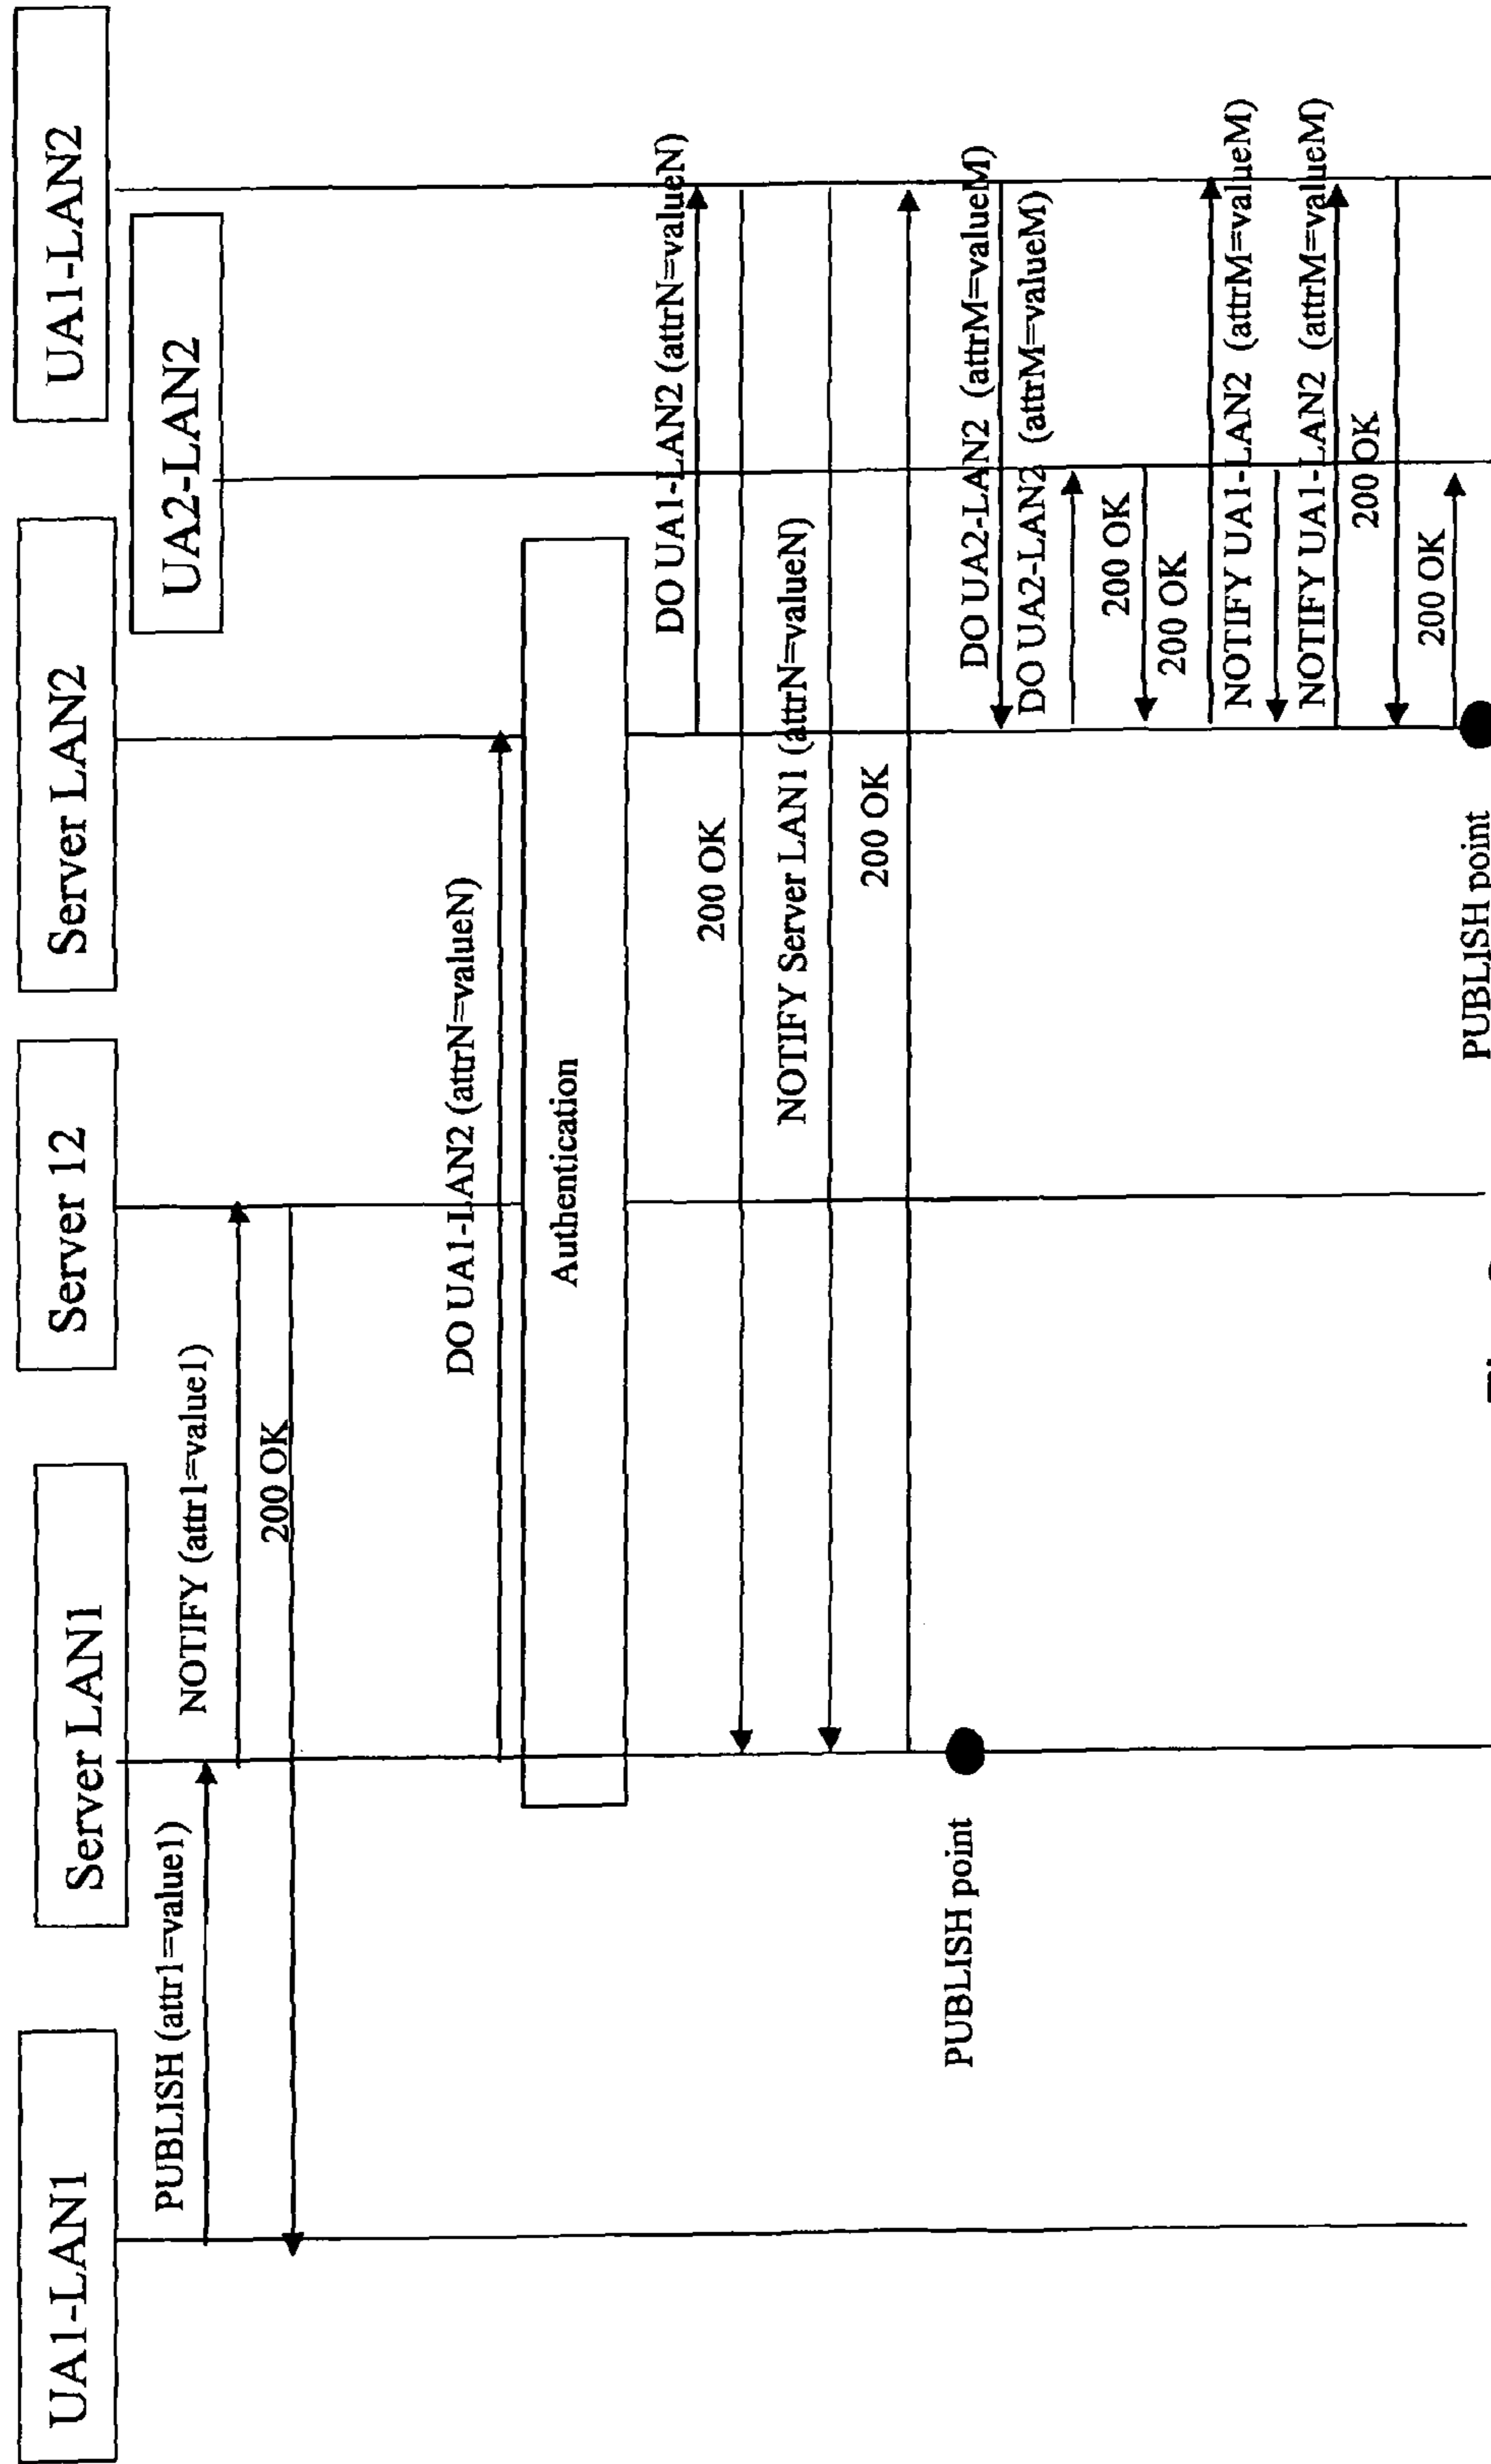 UA1-LAN1
Server LAN1
Server 12
Server LAN2
UA2-LAN2
UA1-LAN2
PUBLISH (attr1=value1)
NOTIFY (attr1=value1)
200 OK
DO UA1-LAN2 (attrN=valueN)
Authentication
DO UA1-LAN2 (attrN=valueN)
200 OK
NOTIFY Server LAN1 (attrN=valueN)
200 OK
PUBLISH point
DO UA2-LAN2 (attrM=valueM)
DO UA2-LAN2 (attrM=valueM)
200 OK
200 OK
NOTIFY UA1-LAN2 (attrM=valueM)
NOTIFY UA1-LAN2 (attrM=valueM)
200 OK
200 OK
PUBLISH point